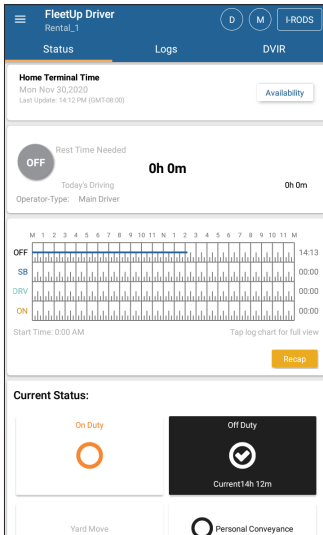 FleetUp Driver
Rental_1
D M I-RODS
Status Logs DVIR
Home Terminal Time
Mon Nov 30,2020
Last Update: 14:12 PM (GMT-08:00)
Availability
OFF
Rest Time Needed
0h 0m
Today's Driving 0h 0m
Operator-Type: Main Driver
M 1 2 3 4 5 6 7 8 9 10 11 N 1 2 3 4 5 6 7 8 9 10 11 M
OFF 14:13
SB 00:00
DRV 00:00
ON 00:00
Start Time: 0:00 AM Tap log chart for full view
Recap
Current Status:
On Duty Off Duty
Current14h 12m
Yard Move Personal Conveyance